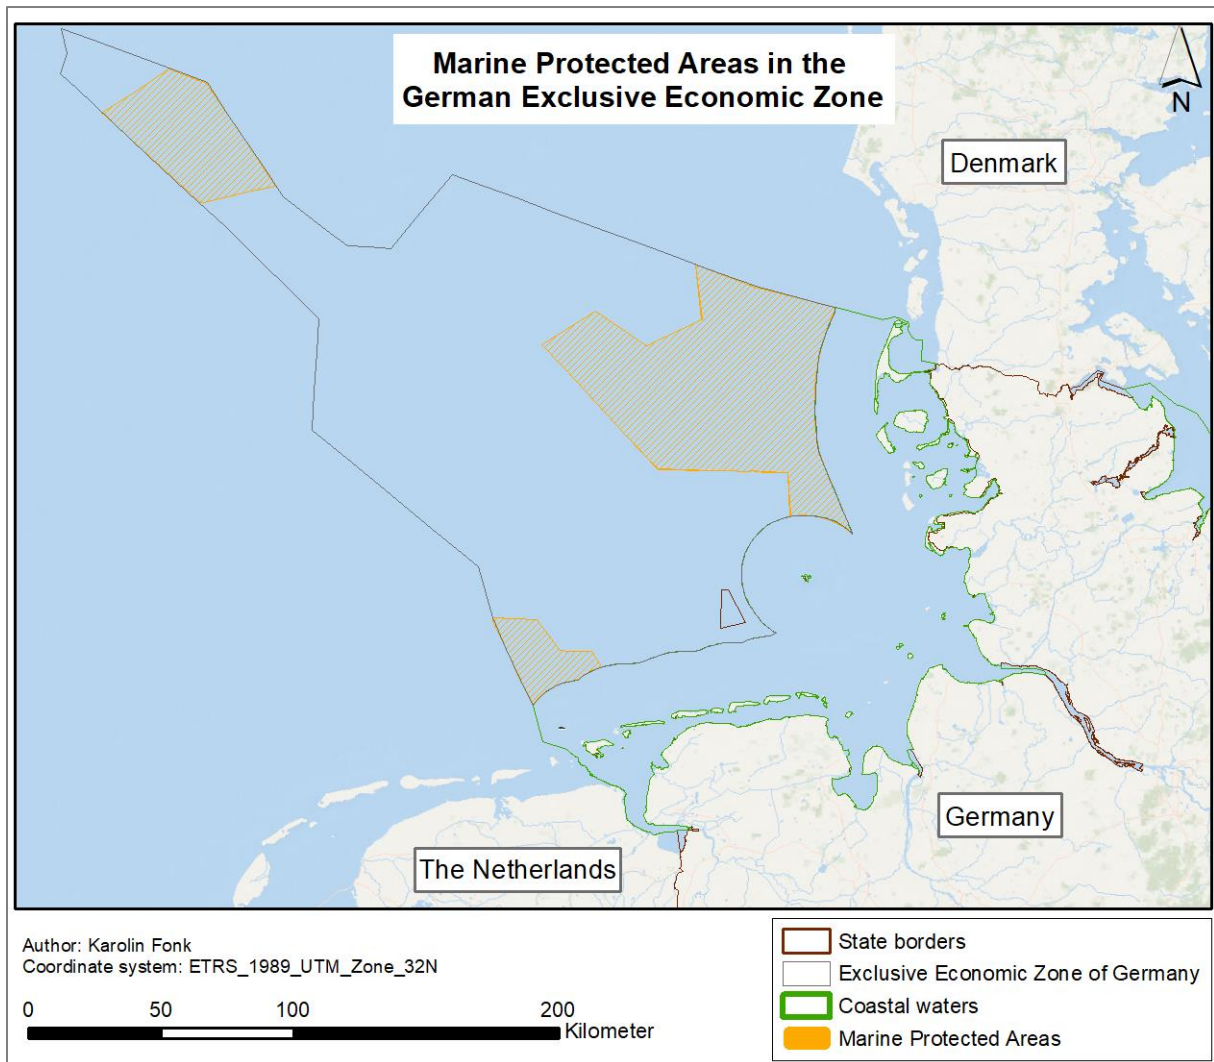 Marine Protected Areas in the
German Exclusive Economic Zone
N
Denmark
Germany
The Netherlands
Author: Karolin Fonk
Coordinate system: ETRS_1989_UTM_Zone_32N
0 50 100 200
Kilometer
State borders
Exclusive Economic Zone of Germany
Coastal waters
Marine Protected Areas